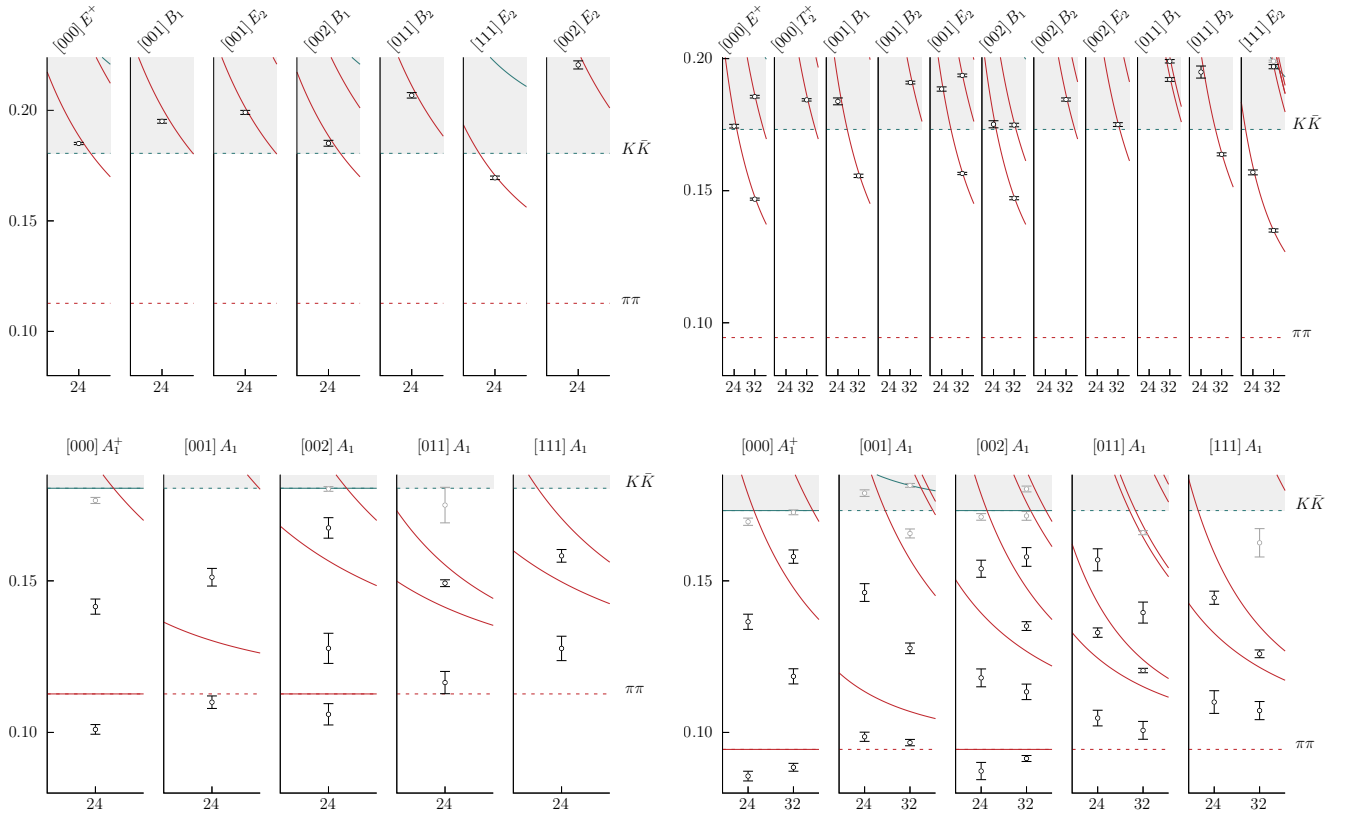 [000] E⁺ [001] B₁ [001] E₂ [002] B₁ [011] B₂ [111] E₂ [002] E₂
0.20
KK̄
0.15
ππ
0.10
24 24 24 24 24 24 24
[000] E⁺ [000] T₂⁺ [001] B₁ [001] B₂ [001] E₂ [002] B₁ [002] B₂ [002] E₂ [011] B₁ [011] B₂ [111] E₂
0.20
KK̄
0.15
ππ
0.10
24 32 24 32 24 32 24 32 24 32 24 32 24 32 24 32 24 32 24 32 24 32
[000] A₁⁺ [001] A₁ [002] A₁ [011] A₁ [111] A₁
KK̄
0.15
ππ
0.10
24 24 24 24 24
[000] A₁⁺ [001] A₁ [002] A₁ [011] A₁ [111] A₁
KK̄
0.15
ππ
0.10
24 32 24 32 24 32 24 32 24 32